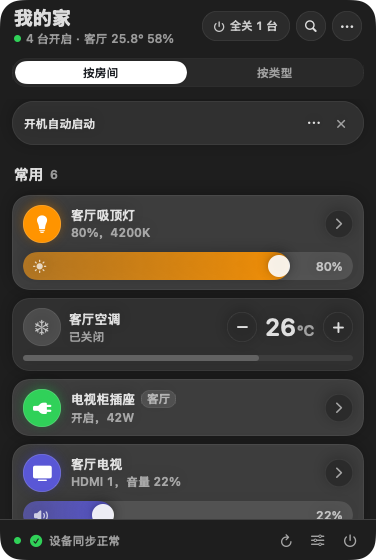 我的家
4 台开启 · 客厅 25.8° 58%
全关 1 台
按房间
按类型
开机自动启动
常用 6
客厅吸顶灯
80%，4200K
80%
客厅空调
已关闭
26°C
电视柜插座 客厅
开启，42W
客厅电视
HDMI 1，音量 22%
22%
设备同步正常